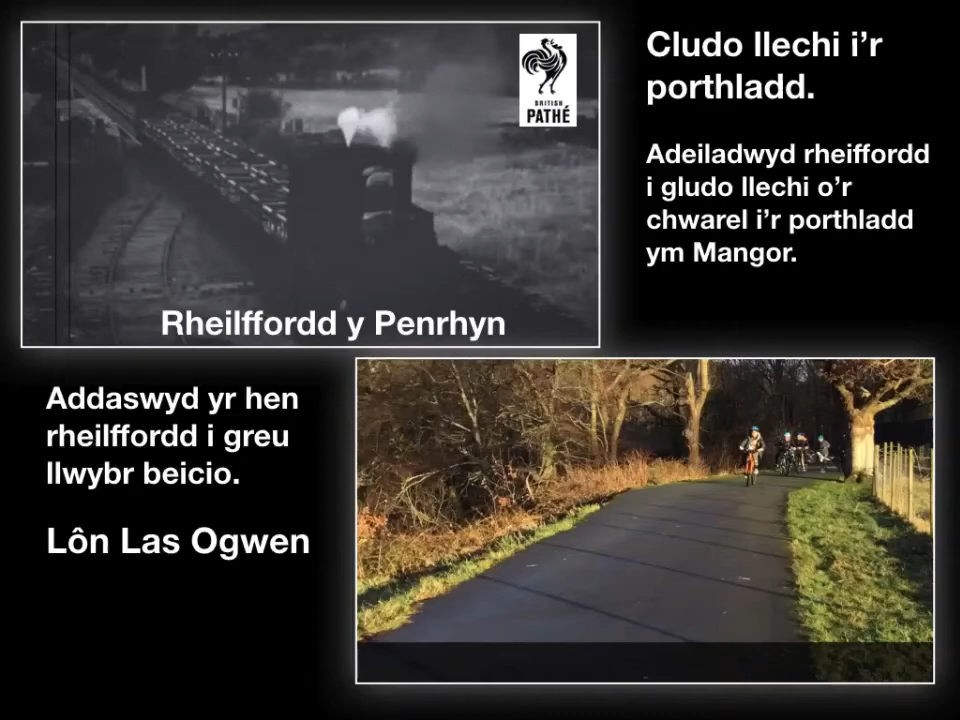 BRITISH
PATHÉ
Rheilffordd y Penrhyn
Cludo llechi i’r
porthladd.
Adeiladwyd rheiffordd
i gludo llechi o’r
chwarel i’r porthladd
ym Mangor.
Addaswyd yr hen
rheilffordd i greu
llwybr beicio.
Lôn Las Ogwen